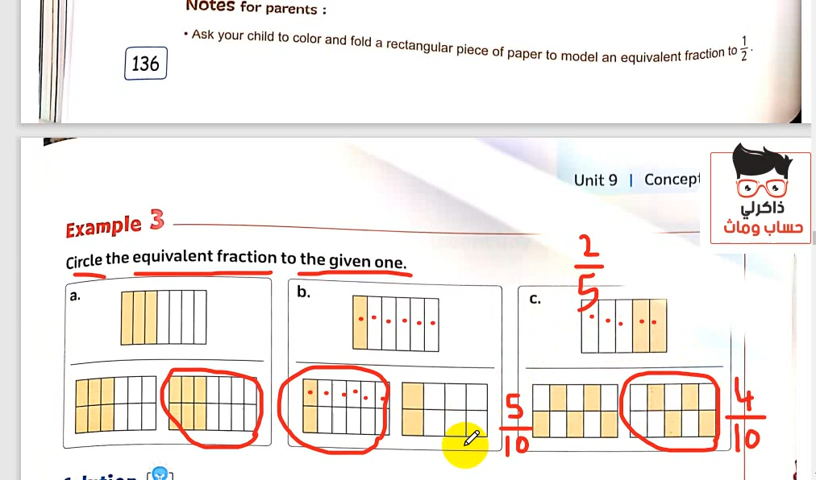 Notes for parents :
• Ask your child to color and fold a rectangular piece of paper to model an equivalent fraction to 1/2.
136
Unit 9 | Concept
ذاكرلي
حساب وماث
Example 3
Circle the equivalent fraction to the given one.
a.
b.
c.
2/5
5/10
4/10